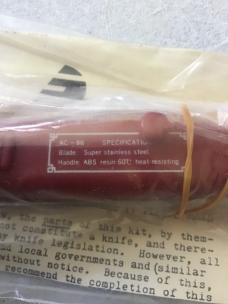 AC - 86 SPECIFICATION
Blade: Super stainless steel
Handle: ABS resin 60°C heat-resisting
, the parts of this kit, by them-
not constitute a knife, and there-
by knife legislation. However, all
d local governments and (similar
without notice. Because of this,
recommend the completion of this